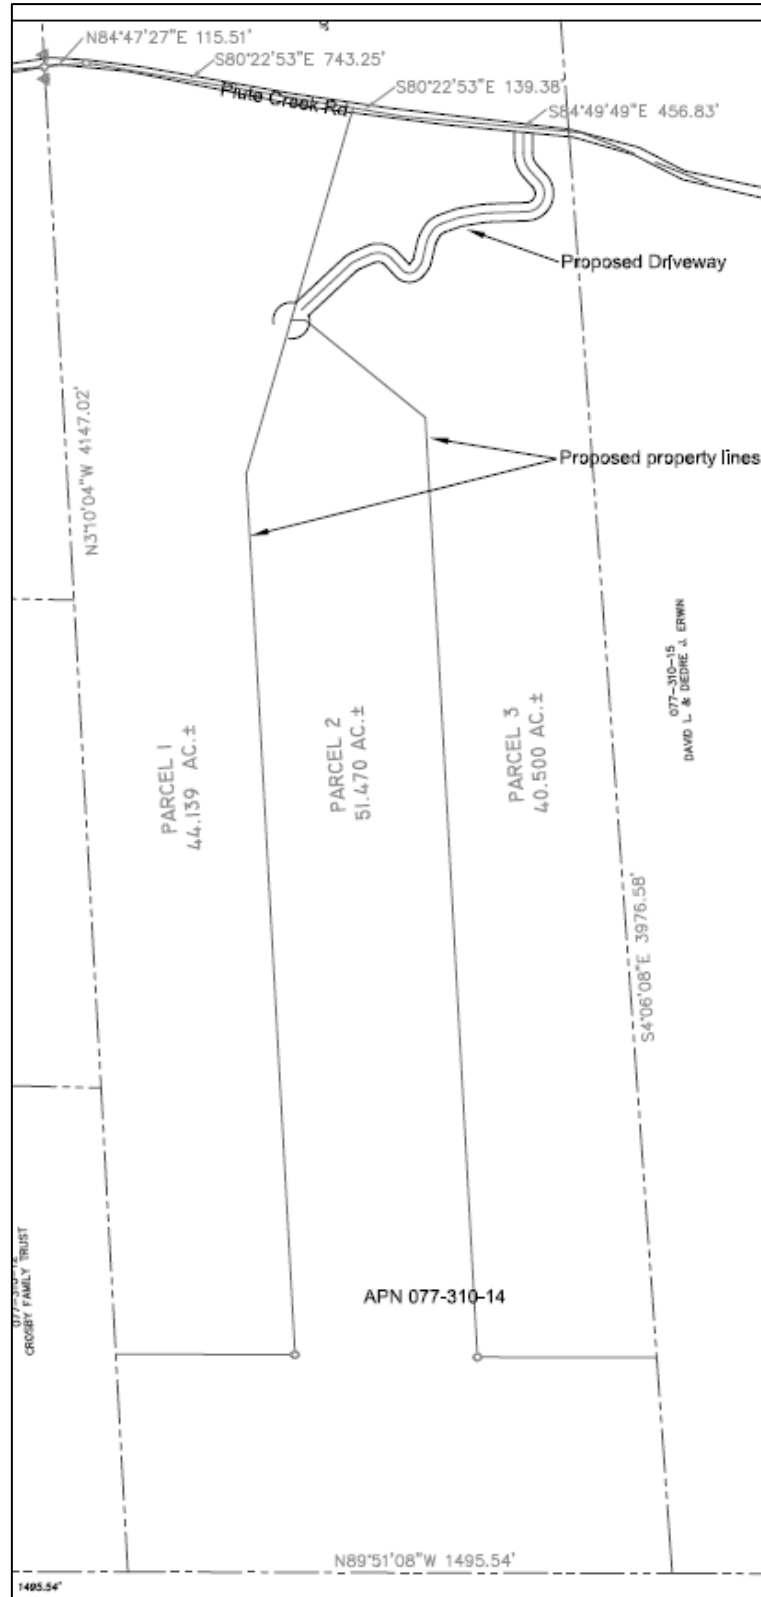 N84°47'27"E 115.51'
S80°22'53"E 743.25'
S80°22'53"E 139.38'
S84°49'49"E 456.83'
Piute Creek Rd
Proposed Driveway
N3°10'04"W 4147.02'
Proposed property lines
077-310-15
DAVID L. & DEIDRE J. ERWIN
PARCEL 1
44.139 AC.±
PARCEL 2
51.470 AC.±
PARCEL 3
40.500 AC.±
S4°06'08"E 3976.58'
CROSBY FAMILY TRUST
APN 077-310-14
N89°51'08"W 1495.54'
1495.54'